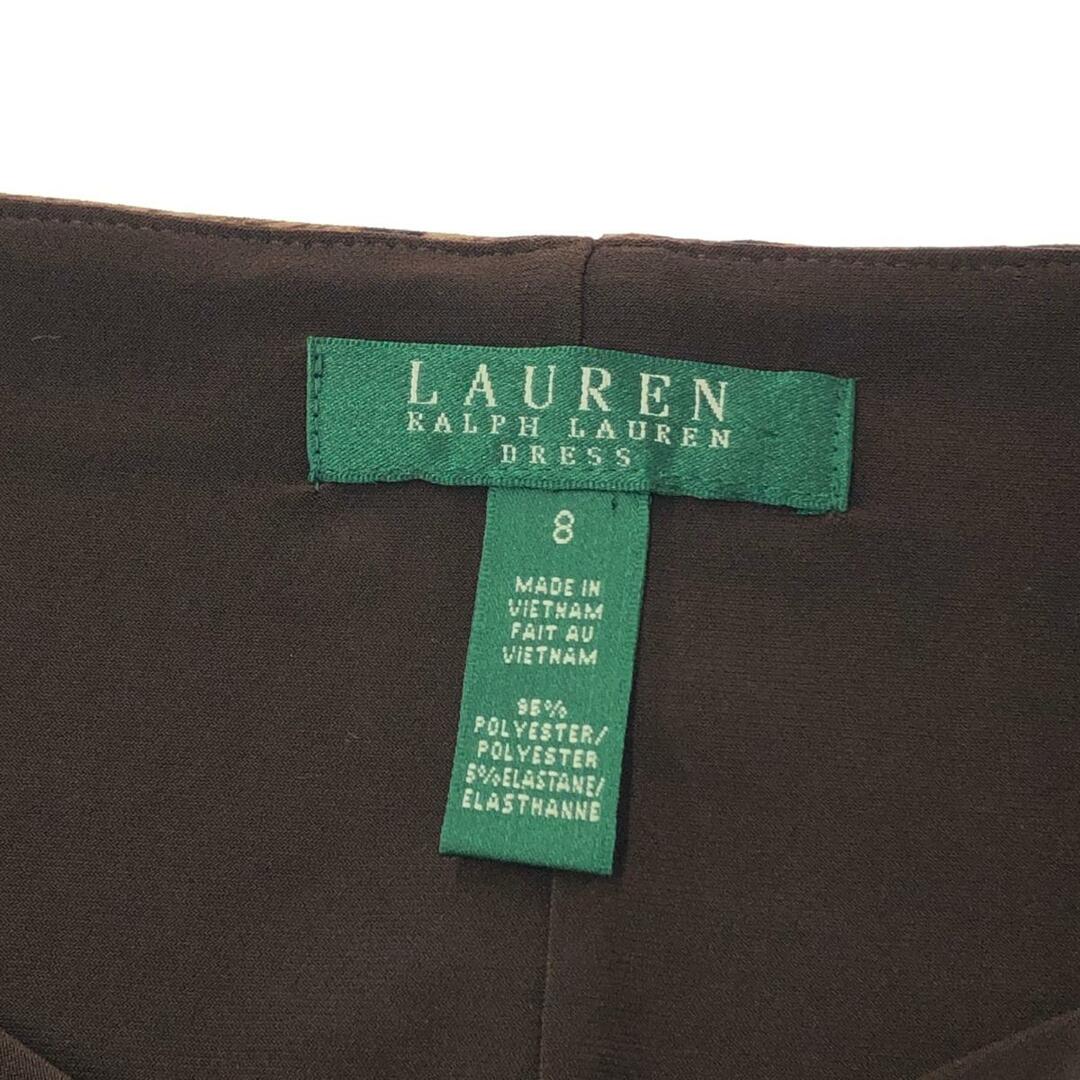 LAUREN
RALPH LAUREN
DRESS
8
MADE IN
VIETNAM
FAIT AU
VIETNAM
95%
POLYESTER/
POLYESTER
5%ELASTANE/
ELASTHANNE